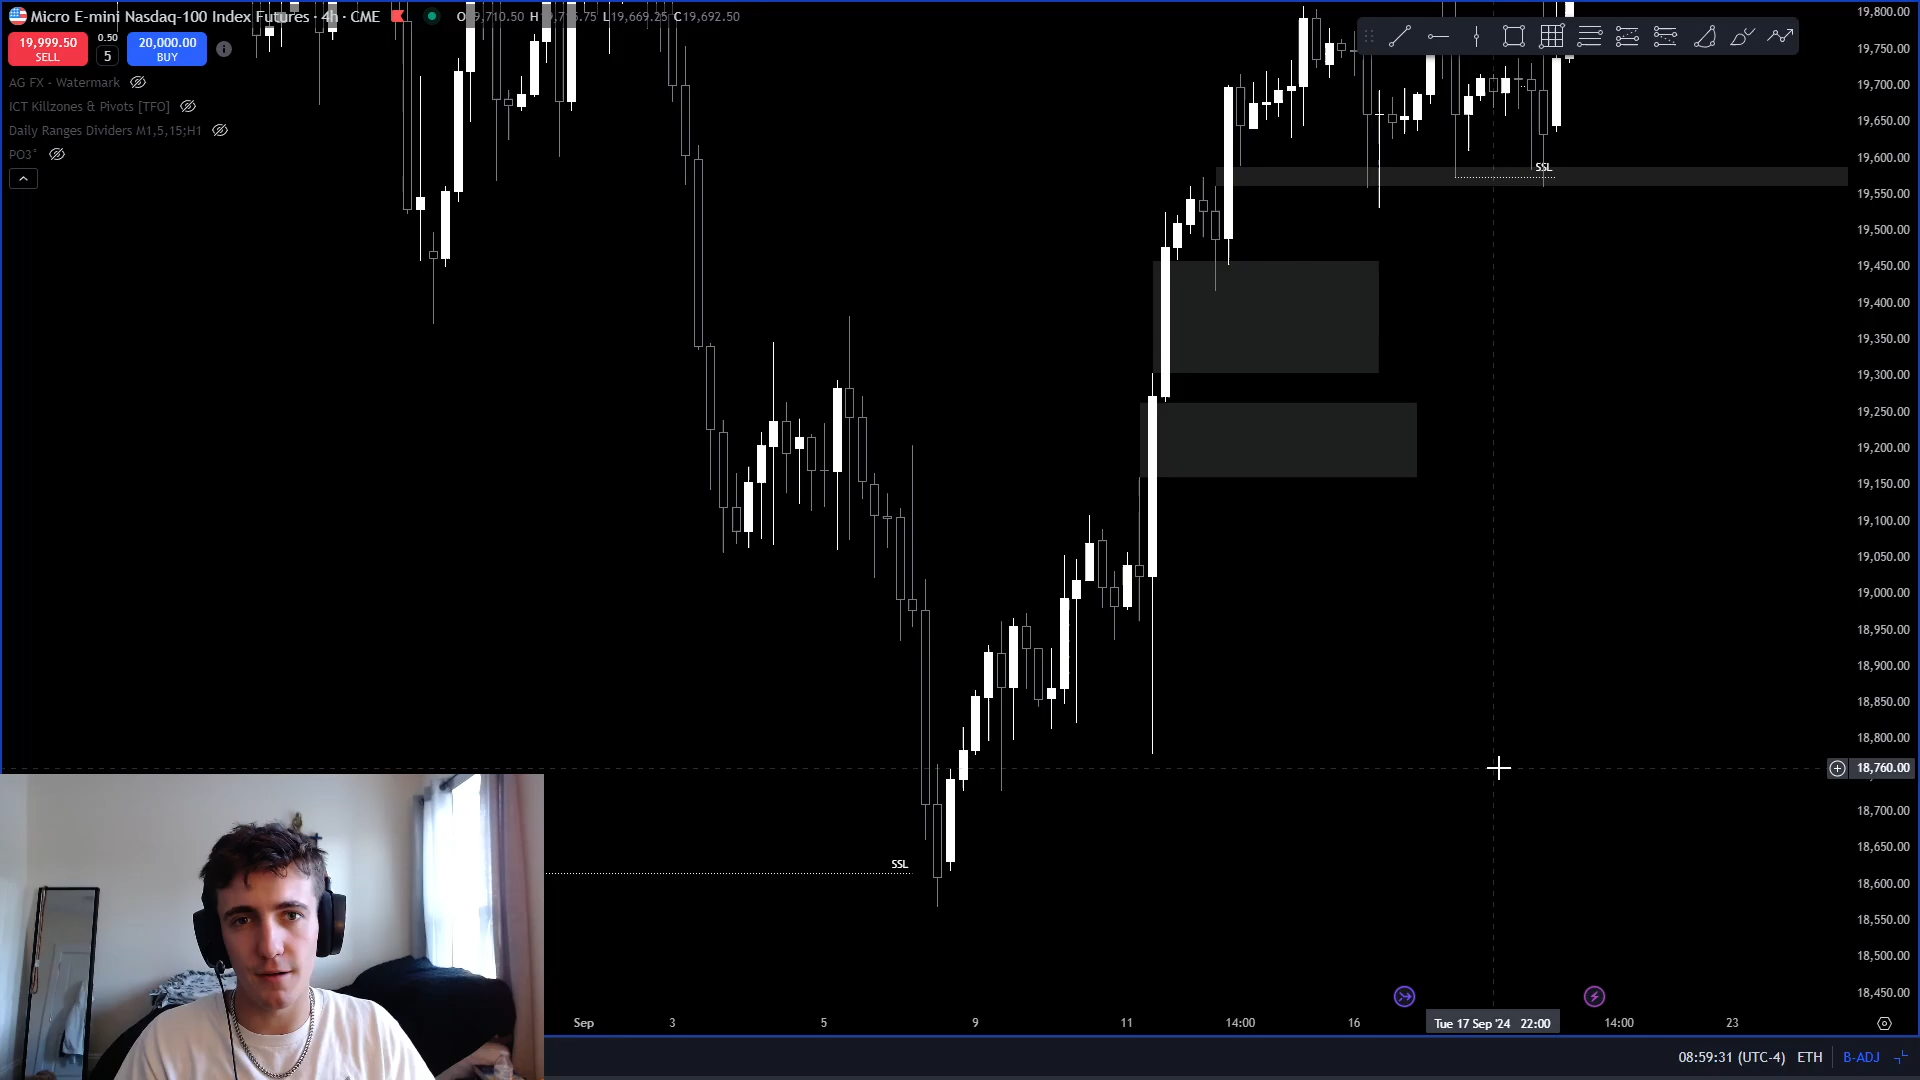 Micro E-mini Nasdaq-100 Index Futures · 4h · CME
L19,669.25 C19,692.50
19,999.50 SELL
0.50
5
20,000.00 BUY
AG FX - Watermark
ICT Killzones & Pivots [TFO]
Daily Ranges Dividers M1,5,15;H1
PO3
SSL
SSL
19,800.00
19,750.00
19,700.00
19,650.00
19,600.00
19,550.00
19,500.00
19,450.00
19,400.00
19,350.00
19,300.00
19,250.00
19,200.00
19,150.00
19,100.00
19,050.00
19,000.00
18,950.00
18,900.00
18,850.00
18,800.00
18,760.00
18,700.00
18,650.00
18,600.00
18,550.00
18,500.00
18,450.00
Sep 3 5 9 11 14:00 16 Tue 17 Sep '24 22:00 14:00 23
08:59:31 (UTC-4) ETH B-ADJ